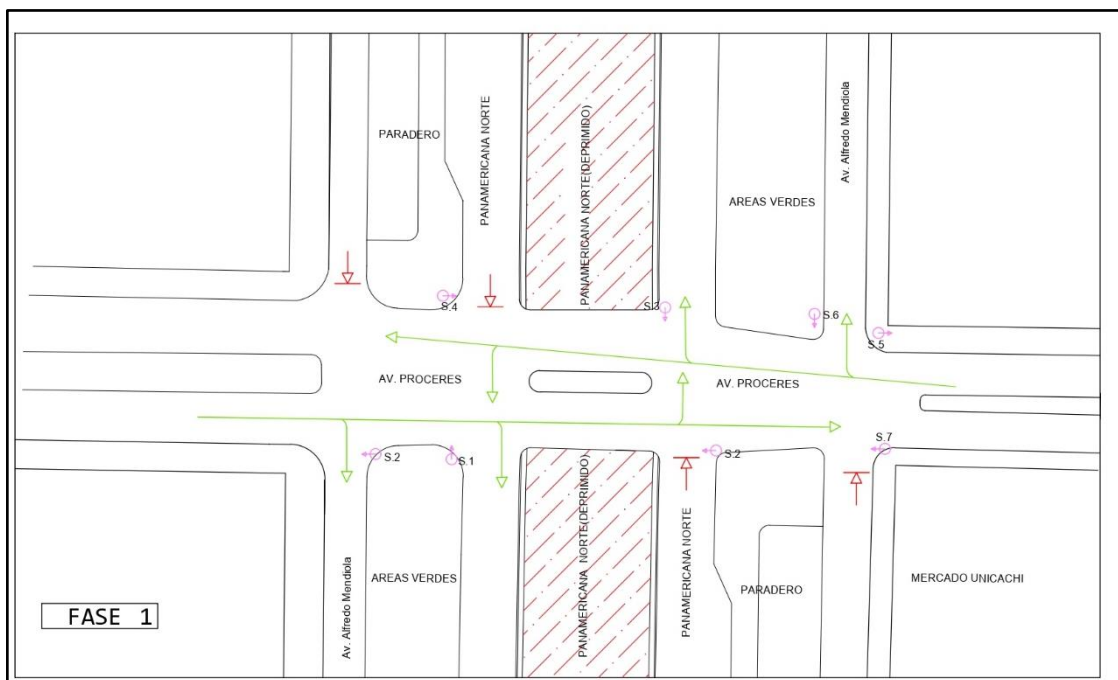 PARADERO
PANAMERICANA NORTE
PANAMERICANA NORTE(DEPRIMIDO)
Av. Alfredo Mendiola
AREAS VERDES
S.4
S.3
S.6
S.5
AV. PROCERES
AV. PROCERES
S.2
S.1
S.2
S.7
Av. Alfredo Mendiola
AREAS VERDES
PANAMERICANA NORTE(DEPRIMIDO)
PANAMERICANA NORTE
PARADERO
MERCADO UNICACHI
FASE 1